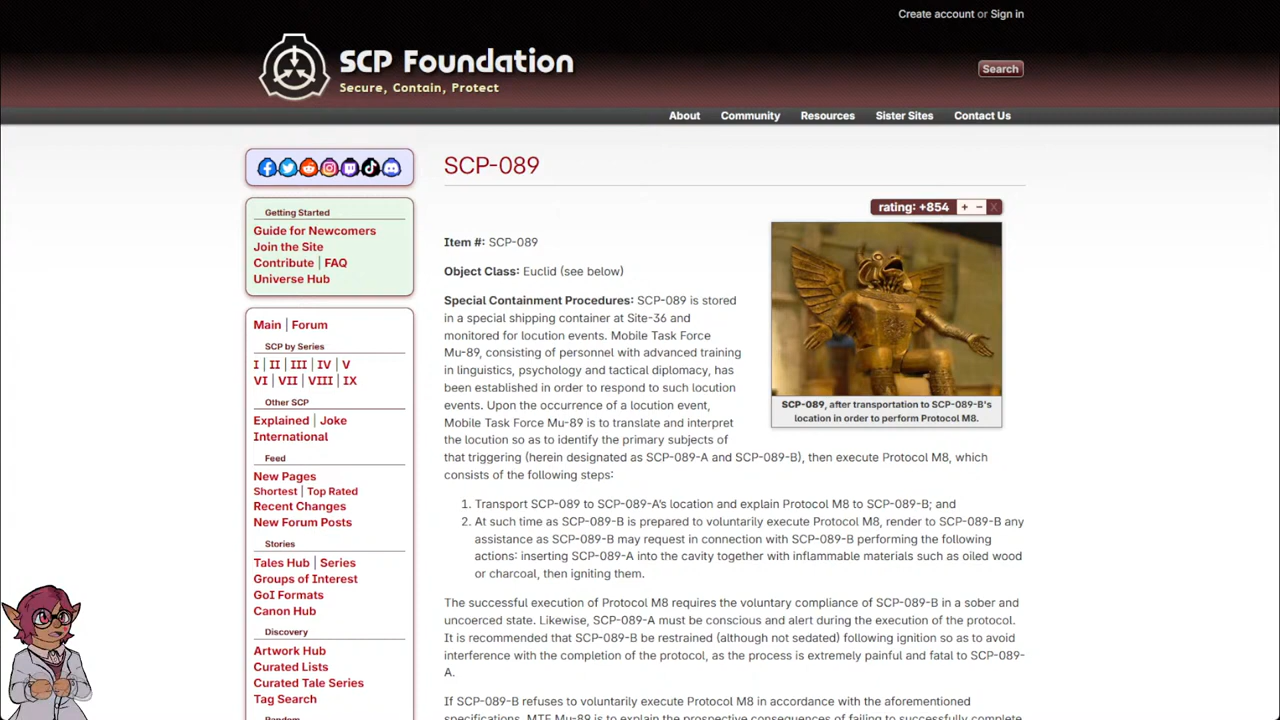 Create account or Sign in
SCP Foundation
Secure, Contain, Protect
Search
About
Community
Resources
Sister Sites
Contact Us
Getting Started
Guide for Newcomers
Join the Site
Contribute | FAQ
Universe Hub
Main | Forum
SCP by Series
I | II | III | IV | V
VI | VII | VIII | IX
Other SCP
Explained | Joke
International
Feed
New Pages
Shortest | Top Rated
Recent Changes
New Forum Posts
Stories
Tales Hub | Series
Groups of Interest
GoI Formats
Canon Hub
Discovery
Artwork Hub
Curated Lists
Curated Tale Series
Tag Search
Random
SCP-089
rating: +854 + − X
Item #: SCP-089
Object Class: Euclid (see below)
Special Containment Procedures: SCP-089 is stored
in a special shipping container at Site-36 and
monitored for locution events. Mobile Task Force
Mu-89, consisting of personnel with advanced training
in linguistics, psychology and tactical diplomacy, has
been established in order to respond to such locution
events. Upon the occurrence of a locution event,
Mobile Task Force Mu-89 is to translate and interpret
the locution so as to identify the primary subjects of
that triggering (herein designated as SCP-089-A and SCP-089-B), then execute Protocol M8, which
consists of the following steps:
SCP-089, after transportation to SCP-089-B's
location in order to perform Protocol M8.
1. Transport SCP-089 to SCP-089-A's location and explain Protocol M8 to SCP-089-B; and
2. At such time as SCP-089-B is prepared to voluntarily execute Protocol M8, render to SCP-089-B any
assistance as SCP-089-B may request in connection with SCP-089-B performing the following
actions: inserting SCP-089-A into the cavity together with inflammable materials such as oiled wood
or charcoal, then igniting them.
The successful execution of Protocol M8 requires the voluntary compliance of SCP-089-B in a sober and
uncoerced state. Likewise, SCP-089-A must be conscious and alert during the execution of the protocol.
It is recommended that SCP-089-B be restrained (although not sedated) following ignition so as to avoid
interference with the completion of the protocol, as the process is extremely painful and fatal to SCP-089-
A.
If SCP-089-B refuses to voluntarily execute Protocol M8 in accordance with the aforementioned
specifications, MTF Mu-89 is to explain the prospective consequences of failing to successfully complete